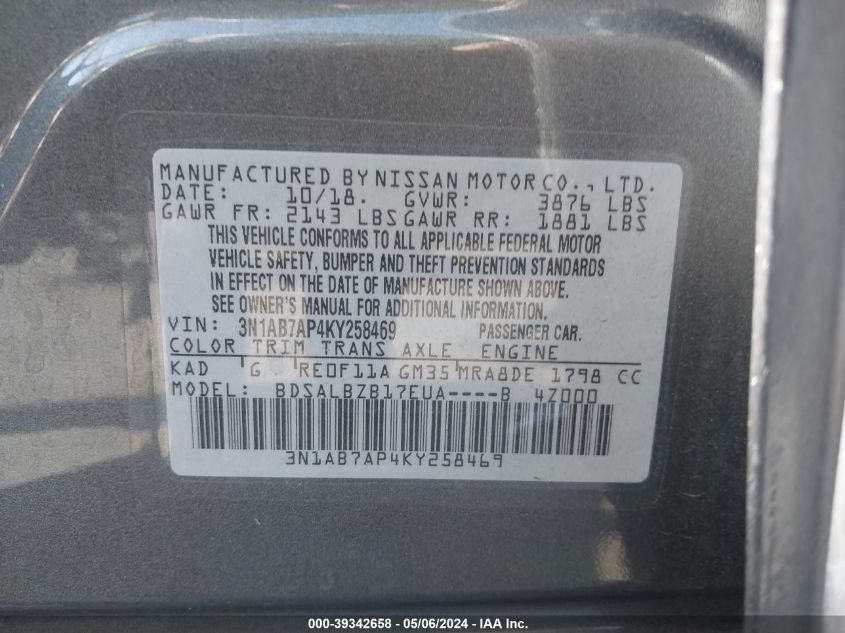 MANUFACTURED BY NISSAN MOTOR CO., LTD.
DATE: 10/18. GVWR: 3876 LBS
GAWR FR: 2143 LBS GAWR RR: 1881 LBS
THIS VEHICLE CONFORMS TO ALL APPLICABLE FEDERAL MOTOR
VEHICLE SAFETY, BUMPER AND THEFT PREVENTION STANDARDS
IN EFFECT ON THE DATE OF MANUFACTURE SHOWN ABOVE.
SEE OWNER'S MANUAL FOR ADDITIONAL INFORMATION.
VIN: 3N1AB7AP4KY258469 PASSENGER CAR.
COLOR TRIM TRANS AXLE ENGINE
KAD G RE0F11A GM35 MRA8DE 1798 CC
MODEL: BDSALBZB17EUA----B 4Z000
3N1AB7AP4KY258469
000-39342658 - 05/06/2024 - IAA Inc.